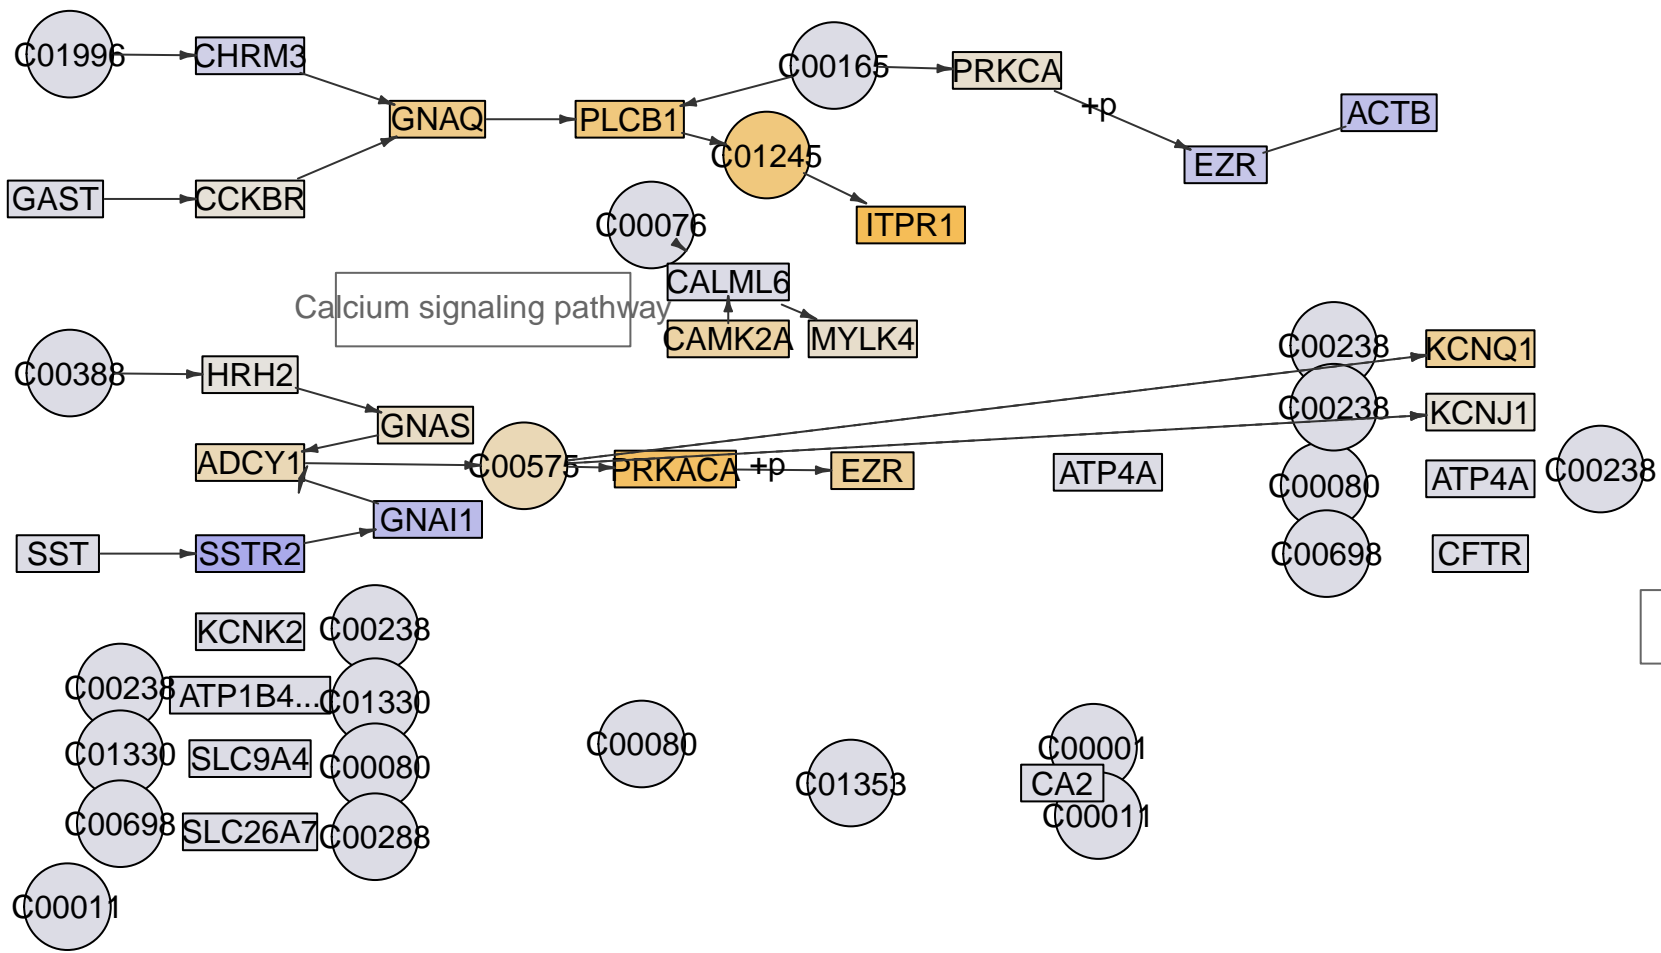 C01996
CHRM3
C00165
PRKCA
+p
ACTB
GNAQ
PLCB1
C01245
EZR
GAST
CCKBR
C00076
ITPR1
CALML6
Calcium signaling pathway
CAMK2A
MYLK4
C00238
KCNQ1
C00388
HRH2
GNAS
C00238
KCNJ1
ADCY1
C00575
PRKACA
+p
EZR
ATP4A
C00080
ATP4A
C00238
GNAI1
SST
SSTR2
C00698
CFTR
KCNK2
C00238
C00238
ATP1B4...
C01330
C01330
SLC9A4
C00080
C00080
C01353
C00001
CA2
C00011
C00698
SLC26A7
C00288
C00011